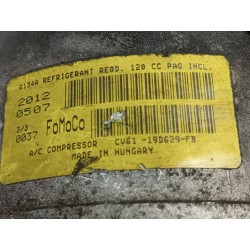 R134A REFRIGERANT REQD. 120 CC PAG INCL.
2012
0507
2/3
0037 FoMoCo
A/C COMPRESSOR CV61 -19D629-FB
MADE IN HUNGARY